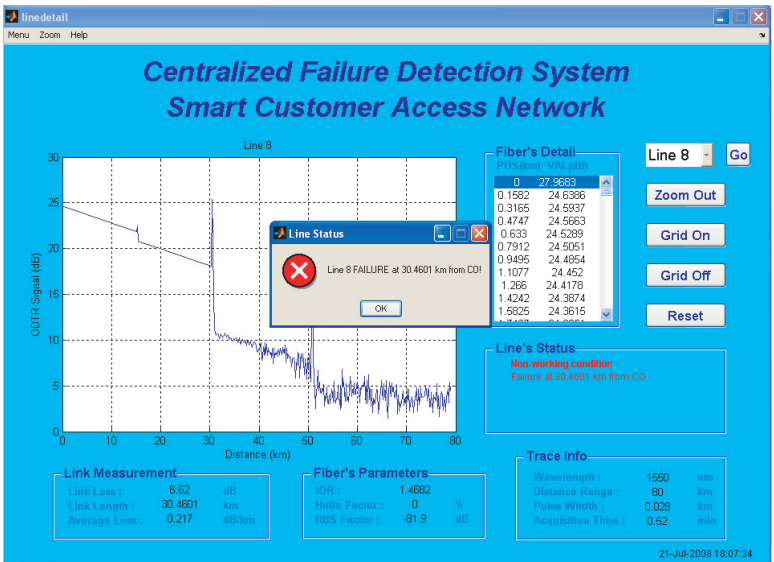 linedetail
Menu Zoom Help
Centralized Failure Detection System
Smart Customer Access Network
Line 8
30
25
20
15
10
5
0
ODTR Signal (dB)
0 10 20 30 40 50 60 70 80
Distance (km)
Line Status
Line 8 FAILURE at 30.4601 km from CO!
OK
Fiber's Detail
POS(km) VAL(dB)
0 27.9683
0.1582 24.6386
0.3165 24.5937
0.4747 24.5663
0.633 24.5289
0.7912 24.5051
0.9495 24.4854
1.1077 24.452
1.266 24.4178
1.4242 24.3874
1.5825 24.3615
Line 8 Go
Zoom Out
Grid On
Grid Off
Reset
Line's Status
Non-working condition
Failure at 30.4601 km from CO
Link Measurement
Link Loss : 6.62 dB
Link Length : 30.4601 km
Average Loss : 0.217 dB/km
Fiber's Parameters
IOR : 1.4682
Helix Factor : 0 %
RBS Factor : -81.9 dB
Trace Info
Wavelength : 1550 nm
Distance Range : 80 km
Pulse Witdth : 0.028 km
Acquisition Time : 0.52 min
21-Jul-2008 18:07:34